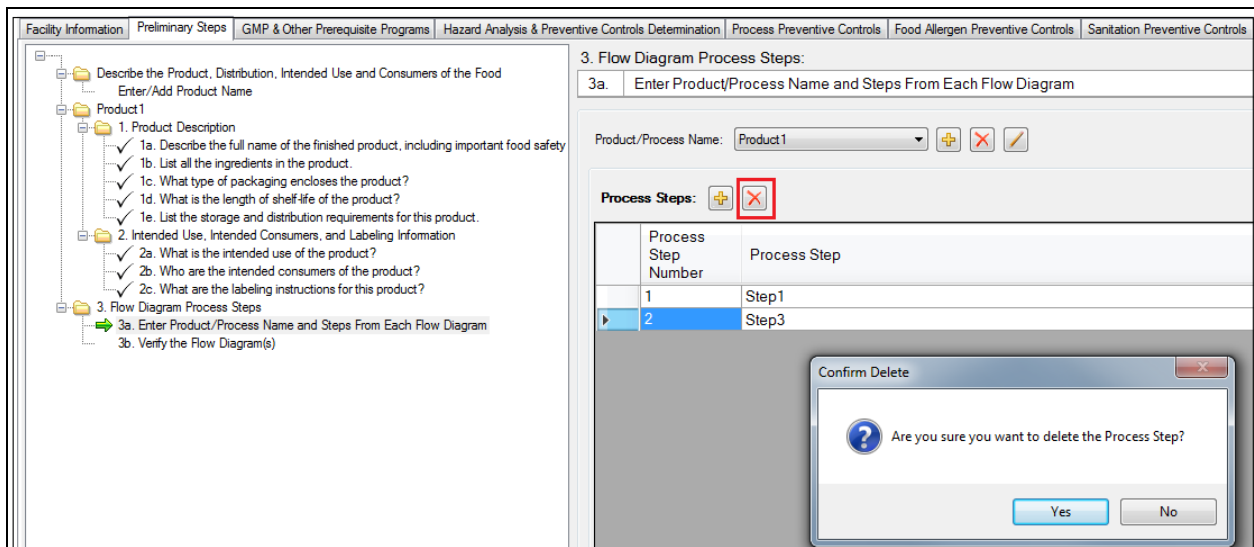 Facility Information Preliminary Steps GMP & Other Prerequisite Programs Hazard Analysis & Preventive Controls Determination Process Preventive Controls Food Allergen Preventive Controls Sanitation Preventive Controls
Describe the Product, Distribution, Intended Use and Consumers of the Food
Enter/Add Product Name
Product1
1. Product Description
1a. Describe the full name of the finished product, including important food safety
1b. List all the ingredients in the product.
1c. What type of packaging encloses the product?
1d. What is the length of shelf-life of the product?
1e. List the storage and distribution requirements for this product.
2. Intended Use, Intended Consumers, and Labeling Information
2a. What is the intended use of the product?
2b. Who are the intended consumers of the product?
2c. What are the labeling instructions for this product?
3. Flow Diagram Process Steps
3a. Enter Product/Process Name and Steps From Each Flow Diagram
3b. Verify the Flow Diagram(s)
3. Flow Diagram Process Steps:
3a. Enter Product/Process Name and Steps From Each Flow Diagram
Product/Process Name: Product1
Process Steps:
Process
Step
Number
Process Step
1 Step1
2 Step3
Confirm Delete
Are you sure you want to delete the Process Step?
Yes No